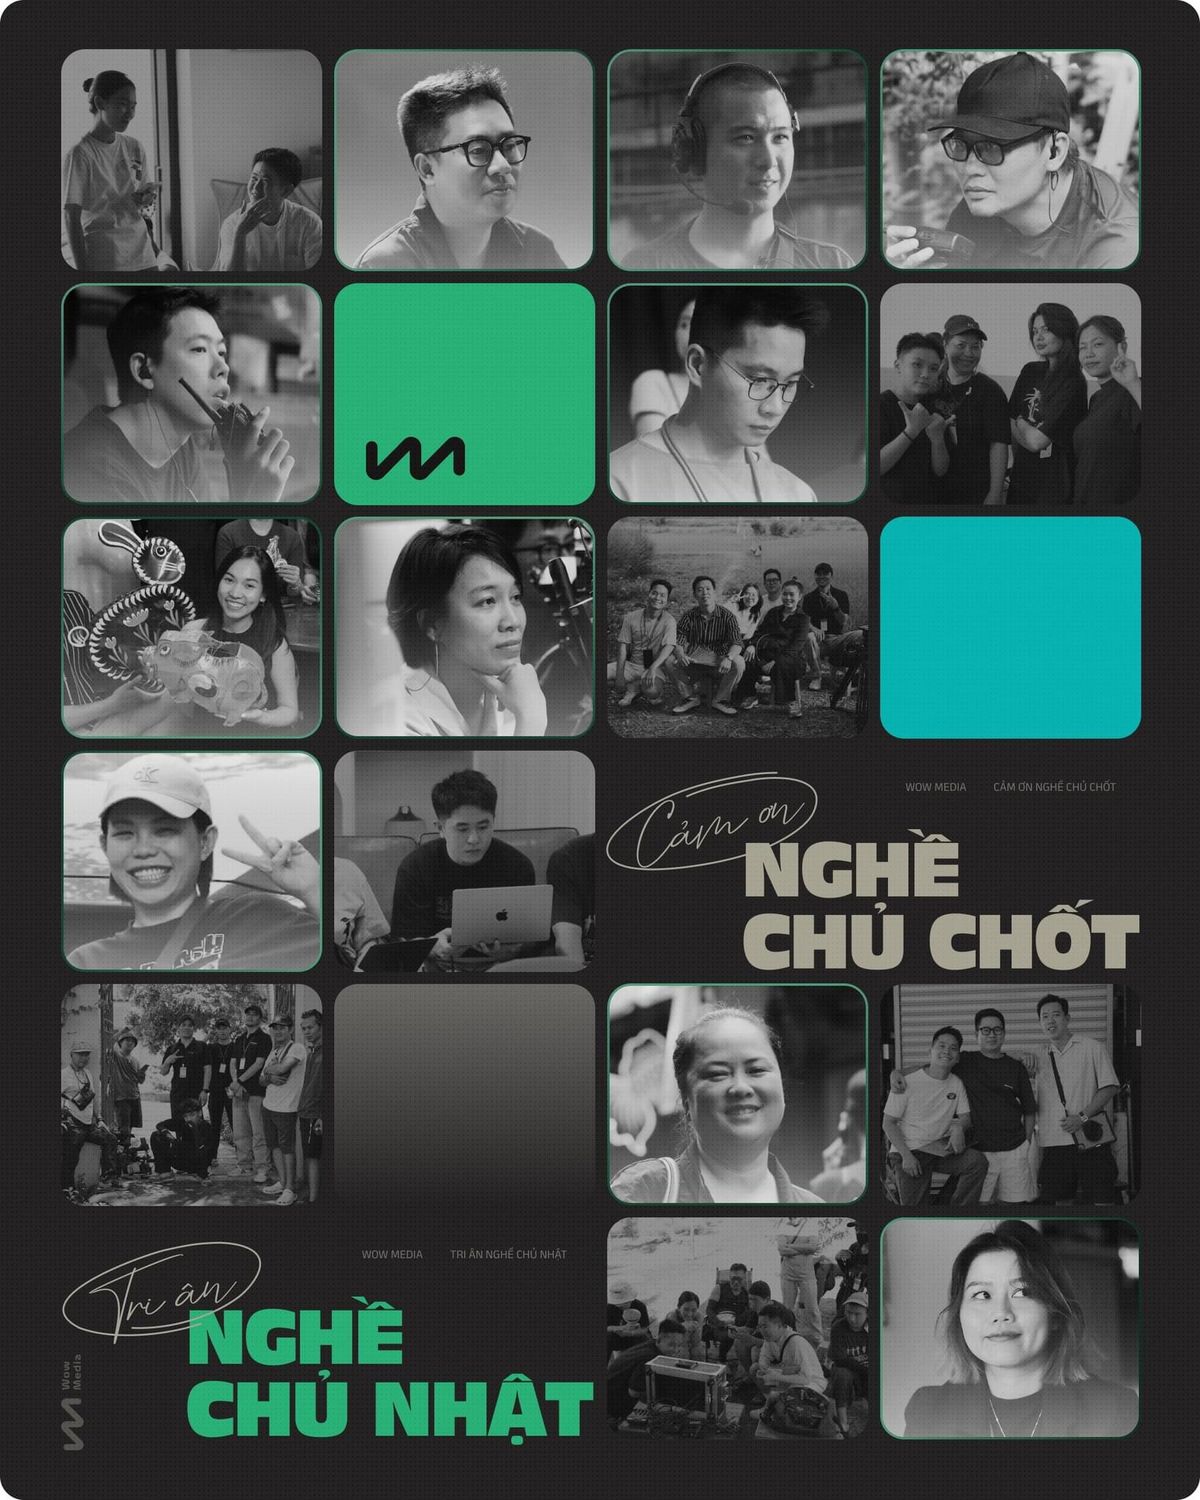 WOW MEDIA CẢM ƠN NGHỀ CHỦ CHỐT
Cảm ơn
NGHỀ
CHỦ CHỐT
WOW MEDIA TRI ÂN NGHỀ CHỦ NHẬT
Tri ân
NGHỀ
CHỦ NHẬT
Wow
Media